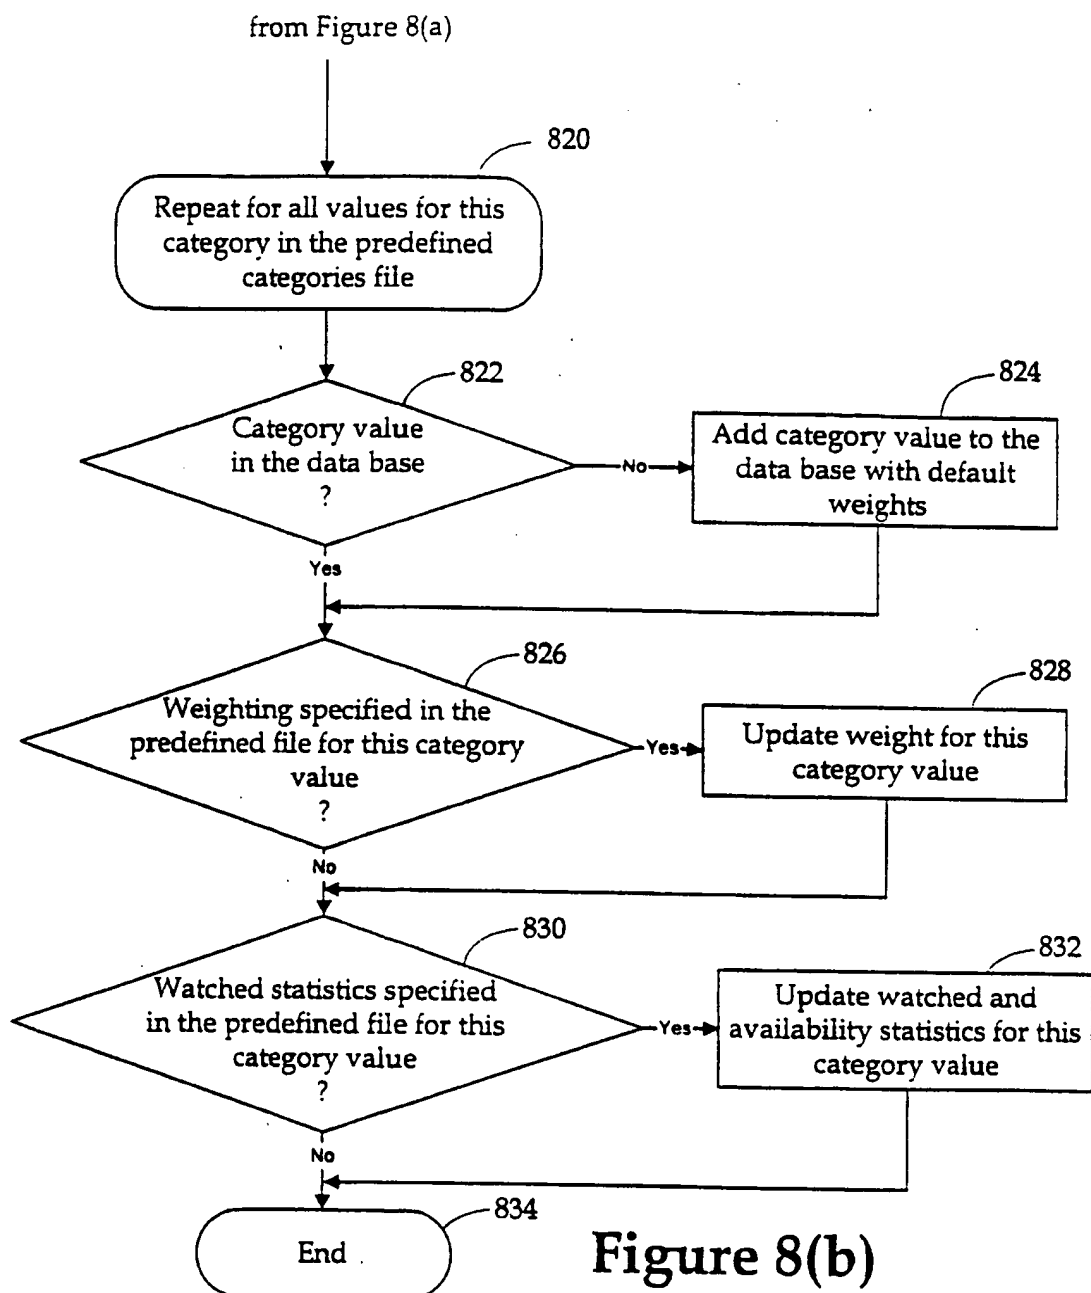 from Figure 8(a)
820
Repeat for all values for this
category in the predefined
categories file
822
Category value
in the data base
?
No
824
Add category value to the
data base with default
weights
Yes
826
Weighting specified in the
predefined file for this category
value
?
Yes
828
Update weight for this
category value
No
830
Watched statistics specified
in the predefined file for this
category value
?
Yes
832
Update watched and
availability statistics for this
category value
No
834
End
Figure 8(b)